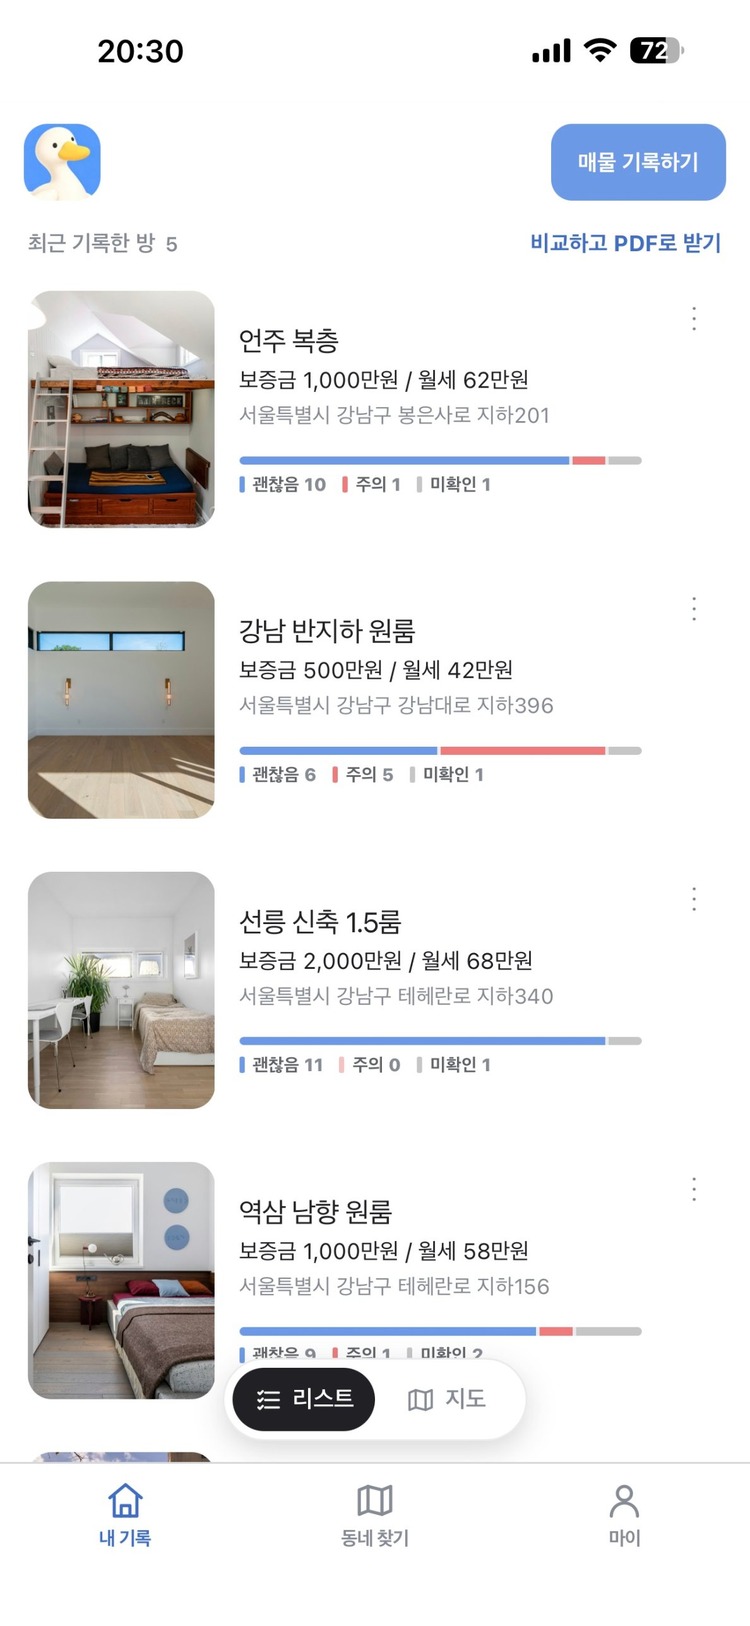 20:30
72
매물 기록하기
최근 기록한 방 5
비교하고 PDF로 받기
언주 복층
보증금 1,000만원 / 월세 62만원
서울특별시 강남구 봉은사로 지하201
괜찮음 10 주의 1 미확인 1
강남 반지하 원룸
보증금 500만원 / 월세 42만원
서울특별시 강남구 강남대로 지하396
괜찮음 6 주의 5 미확인 1
선릉 신축 1.5룸
보증금 2,000만원 / 월세 68만원
서울특별시 강남구 테헤란로 지하340
괜찮음 11 주의 0 미확인 1
역삼 남향 원룸
보증금 1,000만원 / 월세 58만원
서울특별시 강남구 테헤란로 지하156
괜찮음 9 주의 1 미확인 2
리스트 지도
내 기록 동네 찾기 마이